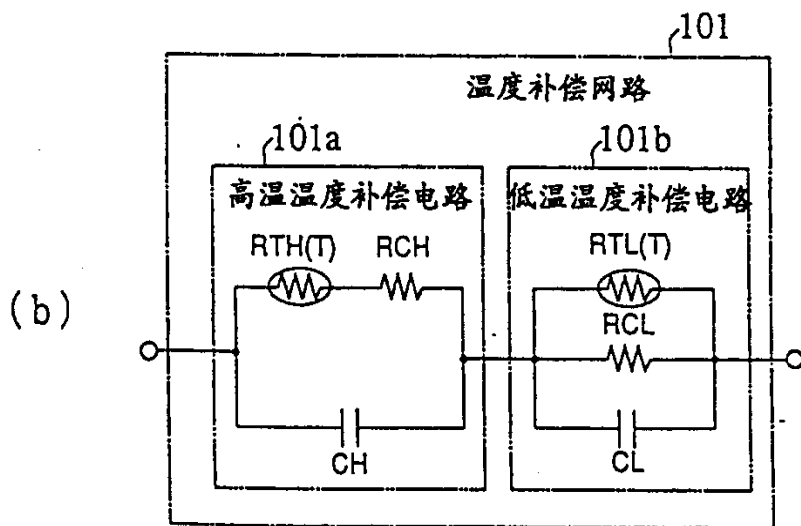 101
温度补偿网路
101a
101b
高温温度补偿电路
低温温度补偿电路
RTH(T)
RCH
RTL(T)
RCL
(b)
CH
CL